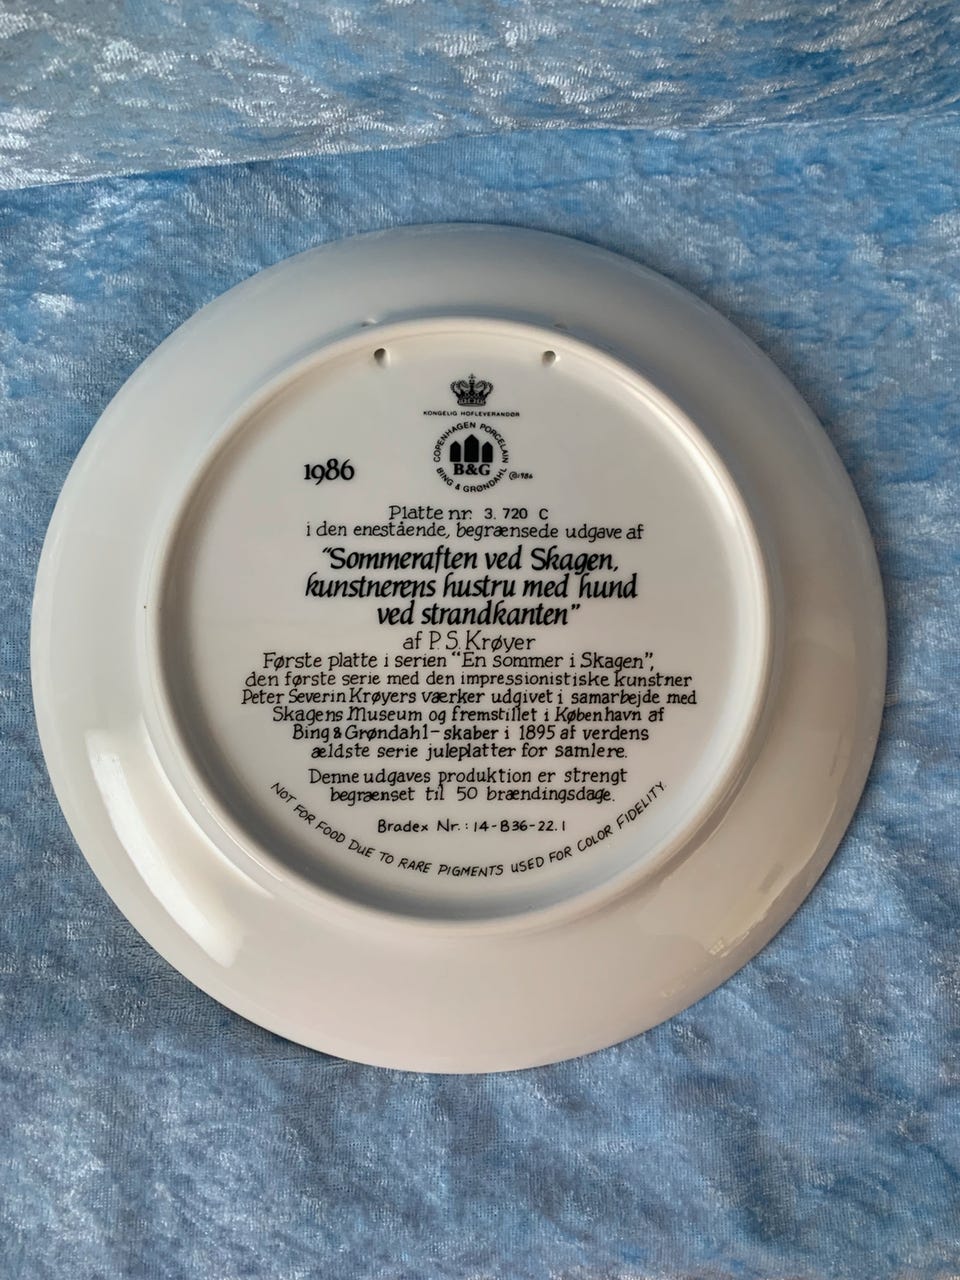 KONGELIG HOFLEVERANDØR
COPENHAGEN PORCELAIN
B&G
BING & GRØNDAHL
©1986
1986
Platte nr. 3.720 C
i den enestående, begrænsede udgave af
“Sommeraften ved Skagen,
kunstnerens hustru med hund
ved strandkanten”
af P.S. Krøyer
Første platte i serien “En sommer i Skagen”,
den første serie med den impressionistiske kunstner
Peter Severin Krøyers værker udgivet i samarbejde med
Skagens Museum og fremstillet i København af
Bing & Grøndahl – skaber i 1895 af verdens
ældste serie juleplatter for samlere.
Denne udgaves produktion er strengt
begrænset til 50 brændingsdage.
Bradex Nr.: 14-B36-22.1
NOT FOR FOOD DUE TO RARE PIGMENTS USED FOR COLOR FIDELITY.